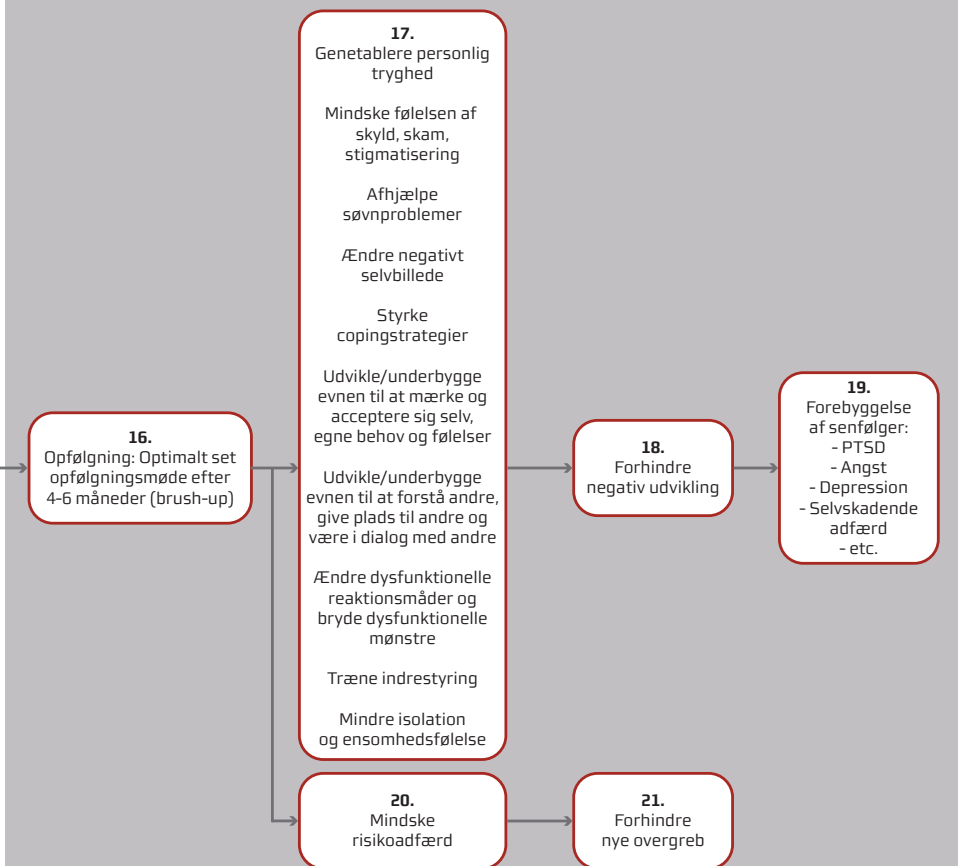 16.
Opfølgning: Optimalt set
opfølgningsmøde efter
4-6 måneder (brush-up)
17.
Genetablere personlig
tryghed
Mindske følelsen af
skyld, skam,
stigmatisering
Afhjælpe
søvnproblemer
Ændre negativt
selvbillede
Styrke
copingstrategier
Udvikle/underbygge
evnen til at mærke og
acceptere sig selv,
egne behov og følelser
Udvikle/underbygge
evnen til at forstå andre,
give plads til andre og
være i dialog med andre
Ændre dysfunktionelle
reaktionsmåder og
bryde dysfunktionelle
mønstre
Træne indrestyring
Mindre isolation
og ensomhedsfølelse
18.
Forhindre
negativ udvikling
19.
Forebyggelse
af senfølger:
- PTSD
- Angst
- Depression
- Selvskadende
adfærd
- etc.
20.
Mindske
risikoadfærd
21.
Forhindre
nye overgreb